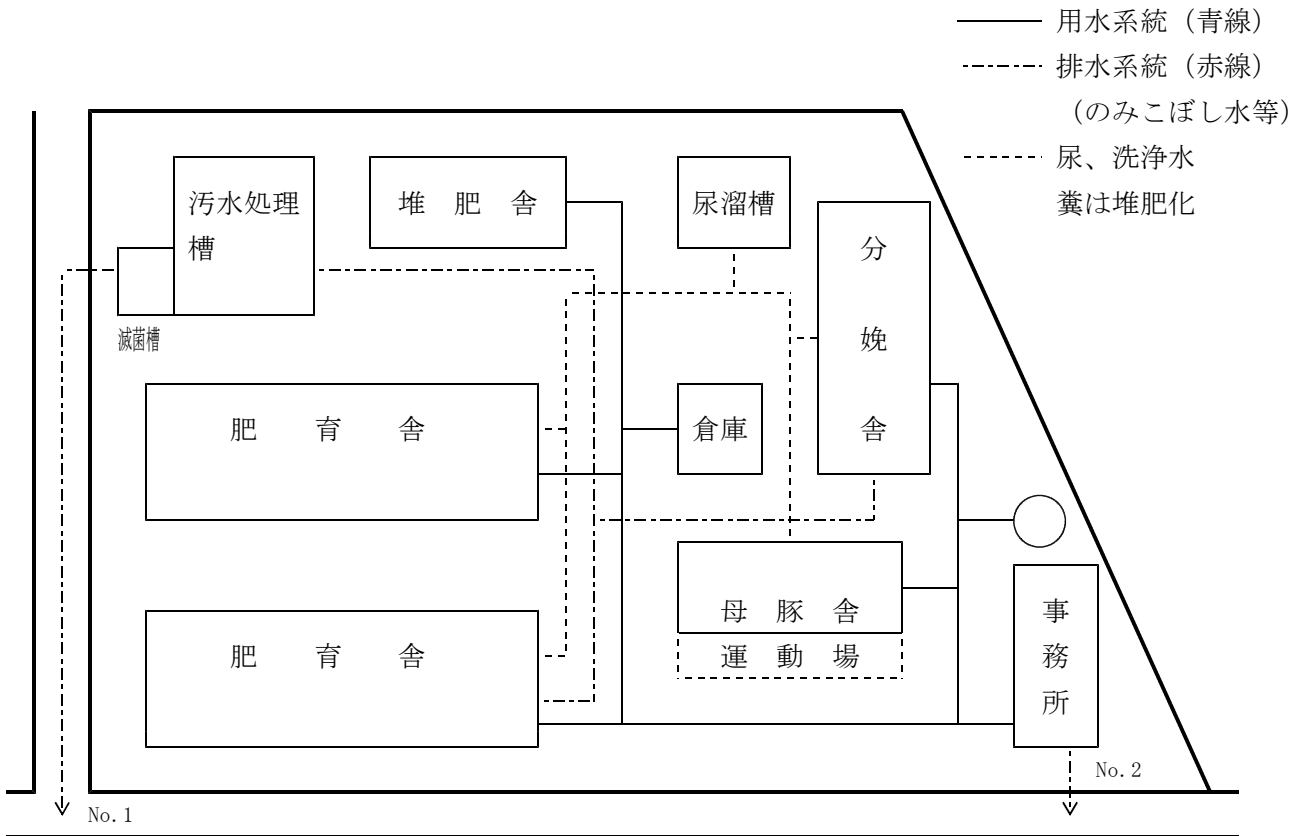 用水系統（青線）
排水系統（赤線）
（のみこぼし水等）
尿、洗浄水
糞は堆肥化
汚水処理
槽
堆肥舎
尿溜槽
分
娩
舎
滅菌槽
肥育舎
倉庫
母豚舎
運動場
肥育舎
事
務
所
No.1
No.2